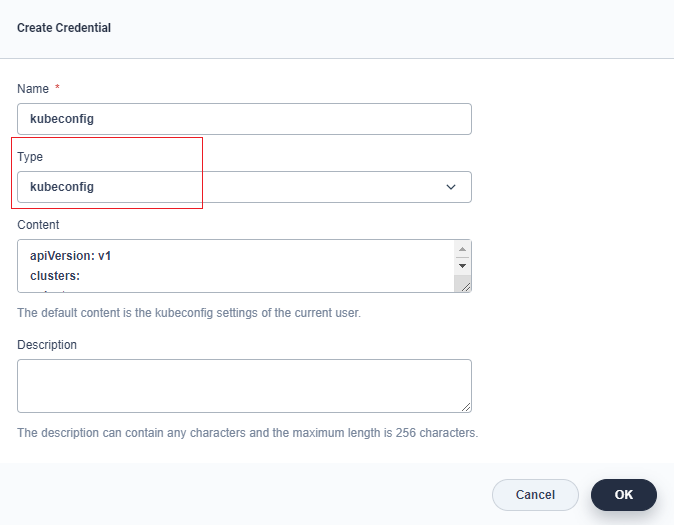 Create Credential
Name *
kubeconfig
Type
kubeconfig
Content
apiVersion: v1
clusters:
The default content is the kubeconfig settings of the current user.
Description
The description can contain any characters and the maximum length is 256 characters.
Cancel
OK